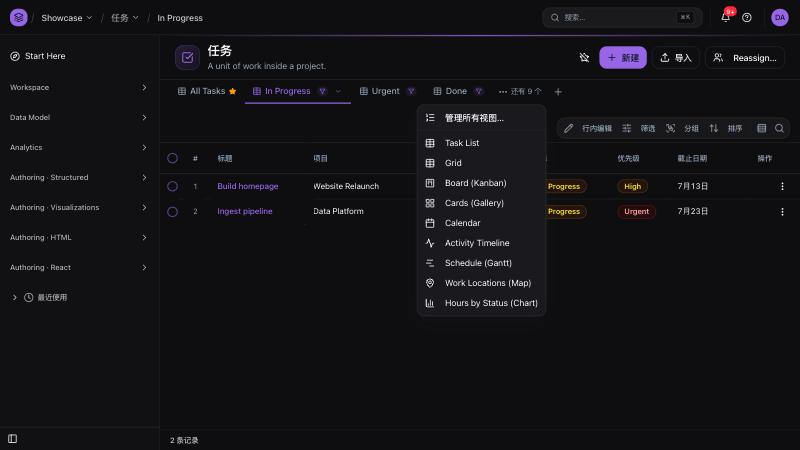 Showcase 任务 In Progress 搜索... ⌘K 9+ DA
Start Here
Workspace
Data Model
Analytics
Authoring · Structured
Authoring · Visualizations
Authoring · HTML
Authoring · React
最近使用
任务
A unit of work inside a project.
新建 导入 Reassign...
All Tasks In Progress Urgent Done ··· 还有 9 个
管理所有视图...
Task List
Grid
Board (Kanban)
Cards (Gallery)
Calendar
Activity Timeline
Schedule (Gantt)
Work Locations (Map)
Hours by Status (Chart)
行内编辑 筛选 分组 排序
# 标题 项目 优先级 截止日期 操作
1 Build homepage Website Relaunch Progress High 7月13日
2 Ingest pipeline Data Platform Progress Urgent 7月23日
2 条记录